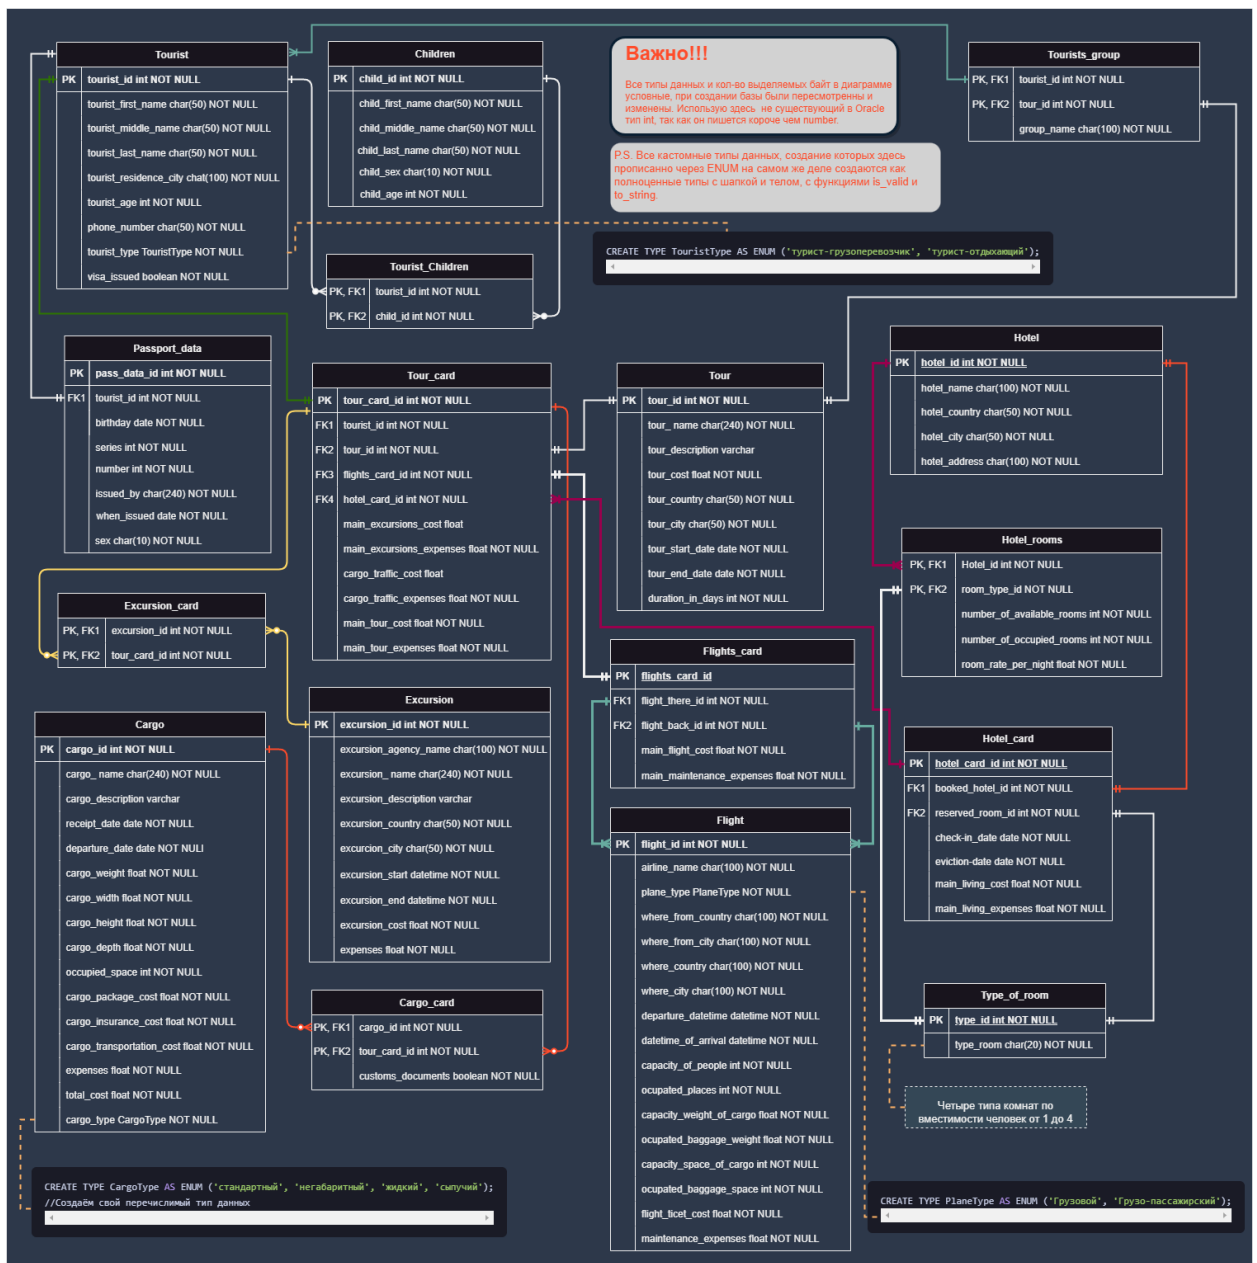 Tourist
PK tourist_id int NOT NULL
tourist_first_name char(50) NOT NULL
tourist_middle_name char(50) NOT NULL
tourist_last_name char(50) NOT NULL
tourist_residence_city chat(100) NOT NULL
tourist_age int NOT NULL
phone_number char(50) NOT NULL
tourist_type TouristType NOT NULL
visa_issued boolean NOT NULL
Children
PK child_id int NOT NULL
child_first_name char(50) NOT NULL
child_middle_name char(50) NOT NULL
child_last_name char(50) NOT NULL
child_sex char(10) NOT NULL
child_age int NOT NULL
Важно!!!
Все типы данных и кол-во выделяемых байт в диаграмме
условные, при создании базы были пересмотренны и
изменены. Использую здесь не существующий в Oracle
тип int, так как он пишется короче чем number.
P.S. Все кастомные типы данных, создание которых здесь
прописанно через ENUM на самом же деле создаются как
полноценные типы с шапкой и телом, с функциями is_valid и
to_string.
Tourists_group
PK, FK1 tourist_id int NOT NULL
PK, FK2 tour_id int NOT NULL
group_name char(100) NOT NULL
CREATE TYPE TouristType AS ENUM ('турист-грузоперевозчик', 'турист-отдыхающий');
Tourist_Children
PK, FK1 tourist_id int NOT NULL
PK, FK2 child_id int NOT NULL
Passport_data
PK pass_data_id int NOT NULL
FK1 tourist_id int NOT NULL
birthday date NOT NULL
series int NOT NULL
number int NOT NULL
issued_by char(240) NOT NULL
when_issued date NOT NULL
sex char(10) NOT NULL
Tour_card
PK tour_card_id int NOT NULL
FK1 tourist_id int NOT NULL
FK2 tour_id int NOT NULL
FK3 flights_card_id int NOT NULL
FK4 hotel_card_id int NOT NULL
main_excursions_cost float
main_excursions_expenses float NOT NULL
cargo_traffic_cost float
cargo_traffic_expenses float NOT NULL
main_tour_cost float NOT NULL
main_tour_expenses float NOT NULL
Tour
PK tour_id int NOT NULL
tour_ name char(240) NOT NULL
tour_description varchar
tour_cost float NOT NULL
tour_country char(50) NOT NULL
tour_city char(50) NOT NULL
tour_start_date date NOT NULL
tour_end_date date NOT NULL
duration_in_days int NOT NULL
Hotel
PK hotel_id int NOT NULL
hotel_name char(100) NOT NULL
hotel_country char(50) NOT NULL
hotel_city char(50) NOT NULL
hotel_address char(100) NOT NULL
Hotel_rooms
PK, FK1 Hotel_id int NOT NULL
PK, FK2 room_type_id NOT NULL
number_of_available_rooms int NOT NULL
number_of_occupied_rooms int NOT NULL
room_rate_per_night float NOT NULL
Excursion_card
PK, FK1 excursion_id int NOT NULL
PK, FK2 tour_card_id int NOT NULL
Flights_card
PK flights_card_id
FK1 flight_there_id int NOT NULL
FK2 flight_back_id int NOT NULL
main_flight_cost float NOT NULL
main_maintenance_expenses float NOT NULL
Excursion
PK excursion_id int NOT NULL
excursion_agency_name char(100) NOT NULL
excursion_ name char(240) NOT NULL
excursion_description varchar
excursion_country char(50) NOT NULL
excurcion_city char(50) NOT NULL
excursion_start datetime NOT NULL
excursion_end datetime NOT NULL
excursion_cost float NOT NULL
expenses float NOT NULL
Cargo
PK cargo_id int NOT NULL
cargo_ name char(240) NOT NULL
cargo_description varchar
receipt_date date NOT NULL
departure_date date NOT NULl
cargo_weight float NOT NULL
cargo_width float NOT NULL
cargo_height float NOT NULL
cargo_depth float NOT NULL
occupied_space int NOT NULL
cargo_package_cost float NOT NULL
cargo_insurance_cost float NOT NULL
cargo_transportation_cost float NOT NULL
expenses float NOT NULL
total_cost float NOT NULL
cargo_type CargoType NOT NULL
Hotel_card
PK hotel_card_id int NOT NULL
FK1 booked_hotel_id int NOT NULL
FK2 reserved_room_id int NOT NULL
check-in_date date NOT NULL
eviction-date date NOT NULL
main_living_cost float NOT NULL
main_living_expenses float NOT NULL
Flight
PK flight_id int NOT NULL
airline_name char(100) NOT NULL
plane_type PlaneType NOT NULL
where_from_country char(100) NOT NULL
where_from_city char(100) NOT NULL
where_country char(100) NOT NULL
where_city char(100) NOT NULL
departure_datetime datetime NOT NULL
datetime_of_arrival datetime NOT NULL
capacity_of_people int NOT NULL
ocupated_places int NOT NULL
capacity_weight_of_cargo float NOT NULL
ocupated_baggage_weight float NOT NULL
capacity_space_of_cargo int NOT NULL
ocupated_baggage_space int NOT NULL
flight_ticet_cost float NOT NULL
maintenance_expenses float NOT NULL
Cargo_card
PK, FK1 cargo_id int NOT NULL
PK, FK2 tour_card_id int NOT NULL
customs_documents boolean NOT NULL
Type_of_room
PK type_id int NOT NULL
type_room char(20) NOT NULL
Четыре типа комнат по
вместимости человек от 1 до 4
CREATE TYPE CargoType AS ENUM ('стандартный', 'негабаритный', 'жидкий', 'сыпучий');
//Создаём свой перечислимый тип данных
CREATE TYPE PlaneType AS ENUM ('Грузовой', 'Грузо-пассажирский');